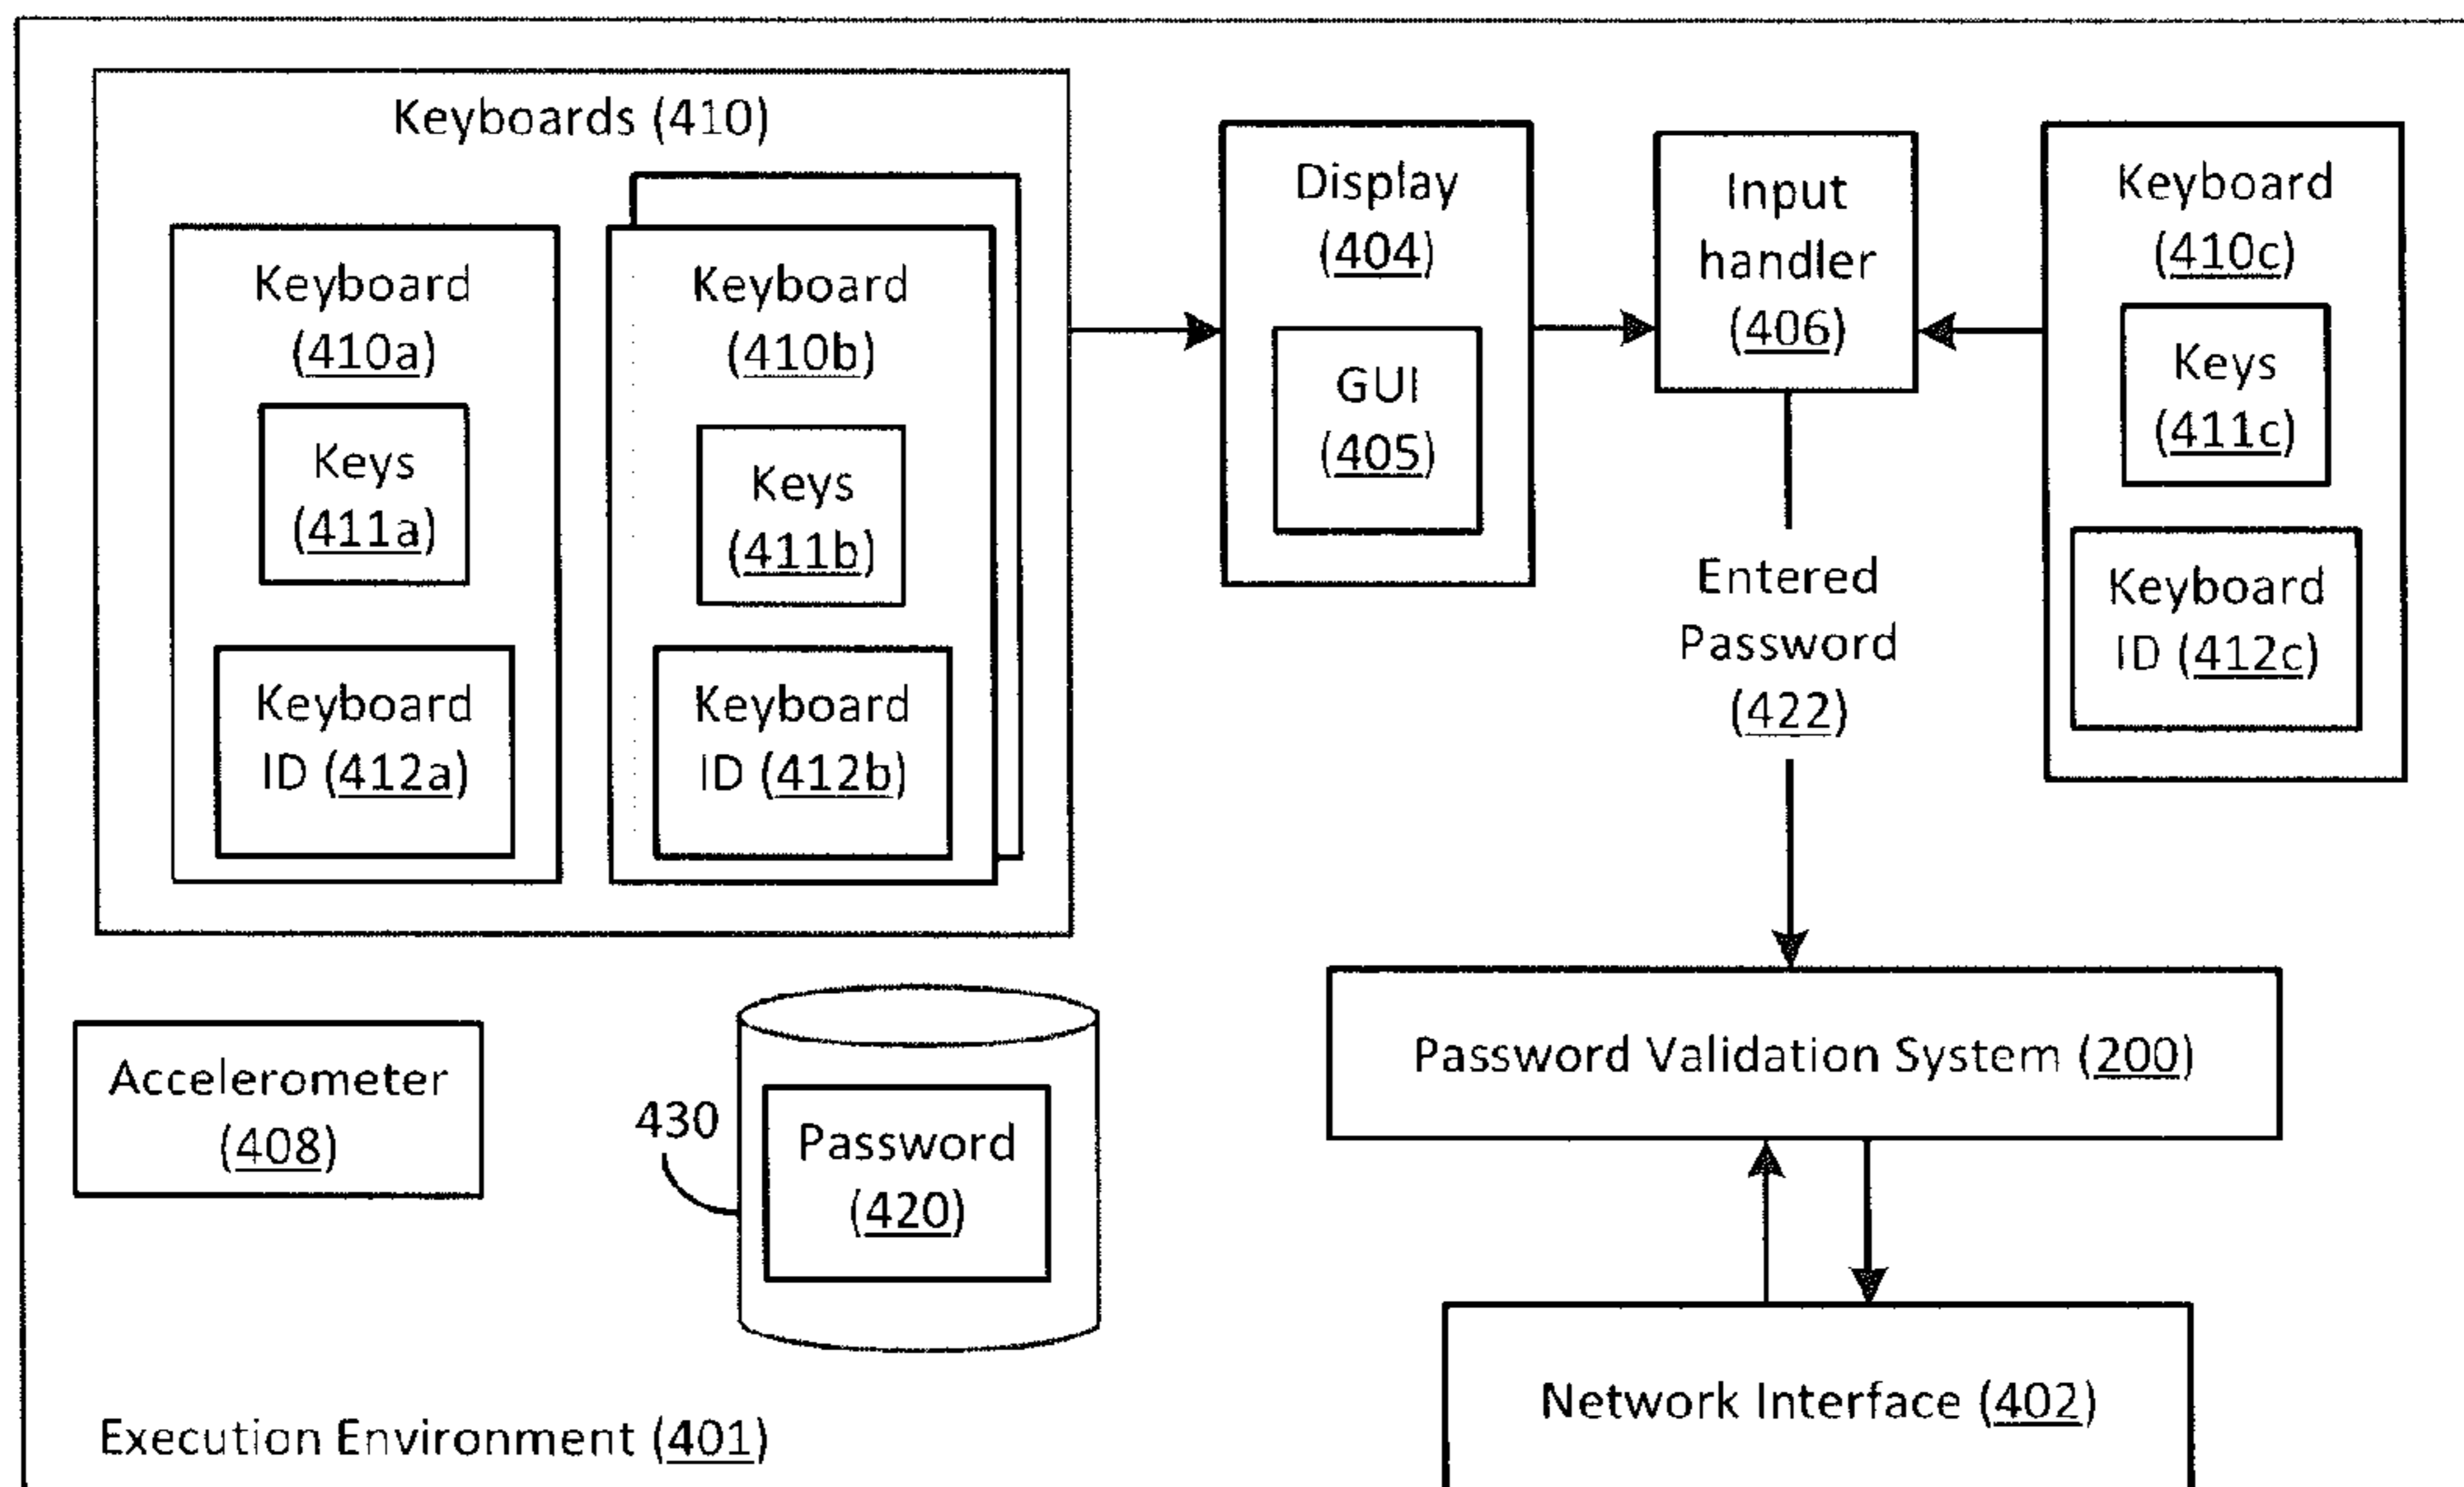 Keyboards (410)
Keyboard
(410a)
Keys
(411a)
Keyboard
ID (412a)
Keyboard
(410b)
Keys
(411b)
Keyboard
ID (412b)
Display
(404)
GUI
(405)
Input
handler
(406)
Entered
Password
(422)
Keyboard
(410c)
Keys
(411c)
Keyboard
ID (412c)
Accelerometer
(408)
430
Password
(420)
Password Validation System (200)
Network Interface (402)
Execution Environment (401)